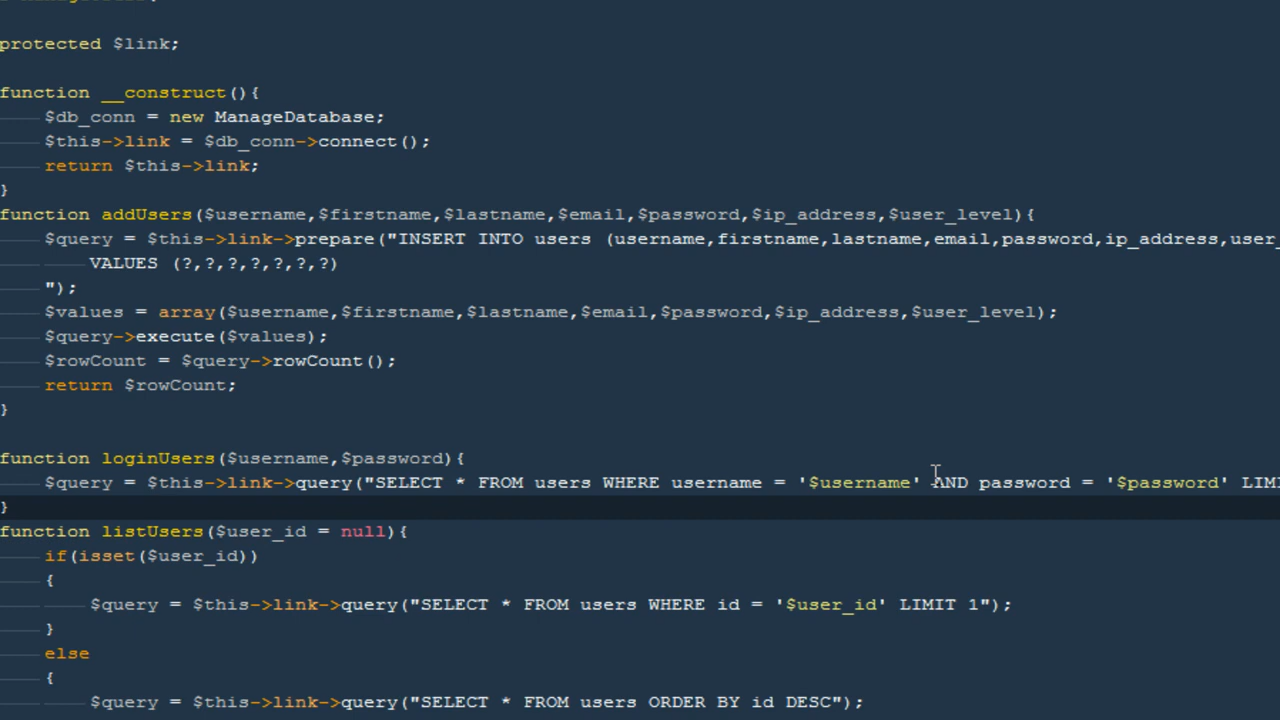 protected $link;
function __construct(){
$db_conn = new ManageDatabase;
$this->link = $db_conn->connect();
return $this->link;
}
function addUsers($username,$firstname,$lastname,$email,$password,$ip_address,$user_level){
$query = $this->link->prepare("INSERT INTO users (username,firstname,lastname,email,password,ip_address,user_
VALUES (?,?,?,?,?,?,?)
");
$values = array($username,$firstname,$lastname,$email,$password,$ip_address,$user_level);
$query->execute($values);
$rowCount = $query->rowCount();
return $rowCount;
}
function loginUsers($username,$password){
$query = $this->link->query("SELECT * FROM users WHERE username = '$username' AND password = '$password' LIMI
}
function listUsers($user_id = null){
if(isset($user_id))
{
$query = $this->link->query("SELECT * FROM users WHERE id = '$user_id' LIMIT 1");
}
else
{
$query = $this->link->query("SELECT * FROM users ORDER BY id DESC");